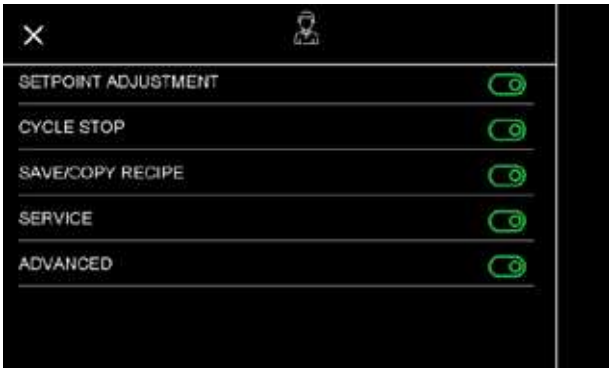 SETPOINT ADJUSTMENT
CYCLE STOP
SAVE/COPY RECIPE
SERVICE
ADVANCED